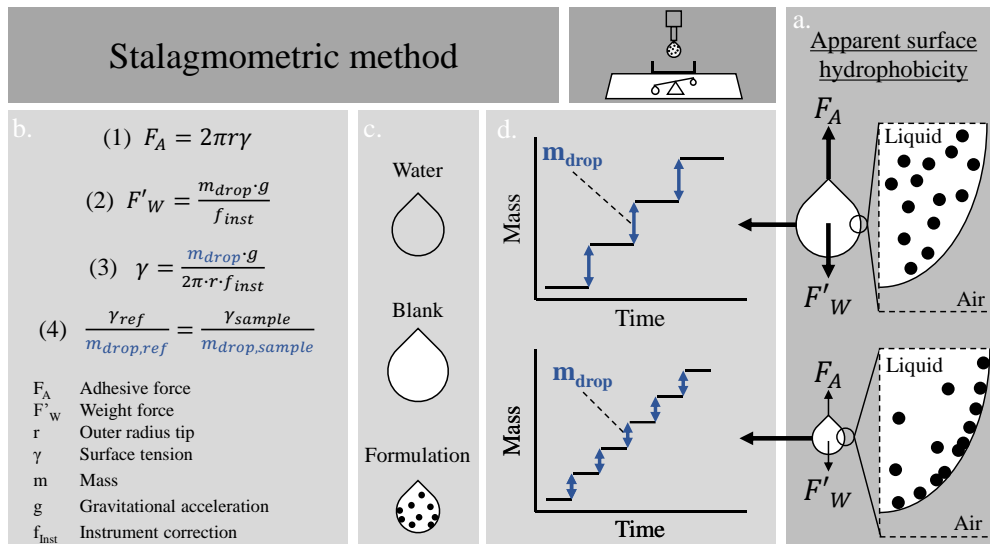 Stalagmometric method
a.
Apparent surface
hydrophobicity
F_A
Liquid
F'_W
Air
F_A
Liquid
F'_W
Air
b.
(1) F_A = 2πrγ
(2) F'_W = m_drop·g / f_inst
(3) γ = m_drop·g / 2π·r·f_inst
(4) γ_ref / m_drop,ref = γ_sample / m_drop,sample
F_A Adhesive force
F'_W Weight force
r Outer radius tip
γ Surface tension
m Mass
g Gravitational acceleration
f_Inst Instrument correction
c.
Water
Blank
Formulation
d.
m_drop
Mass
Time
m_drop
Mass
Time